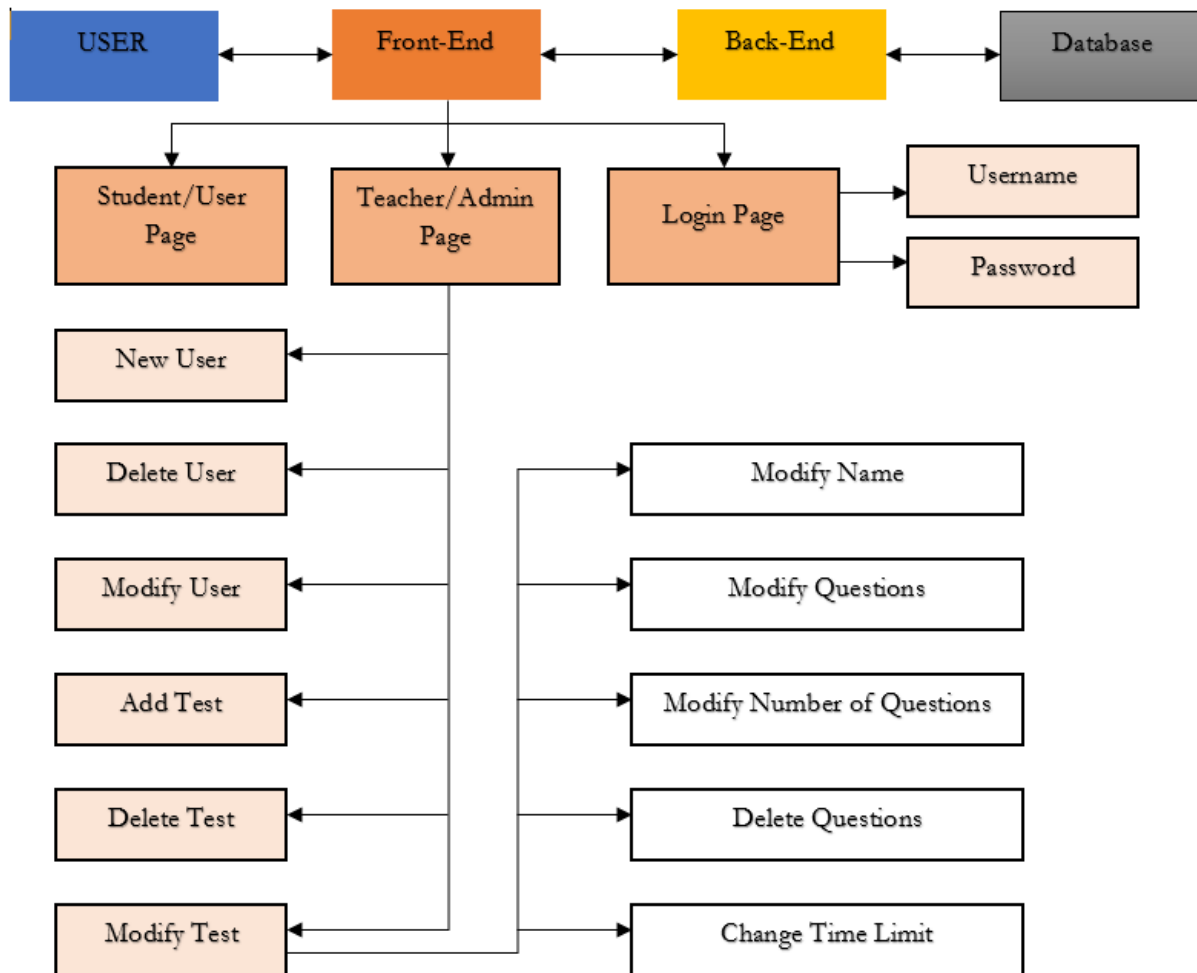 USER
Front-End
Back-End
Database
Student/User
Page
Teacher/Admin
Page
Login Page
Username
Password
New User
Delete User
Modify Name
Modify User
Modify Questions
Add Test
Modify Number of Questions
Delete Test
Delete Questions
Modify Test
Change Time Limit